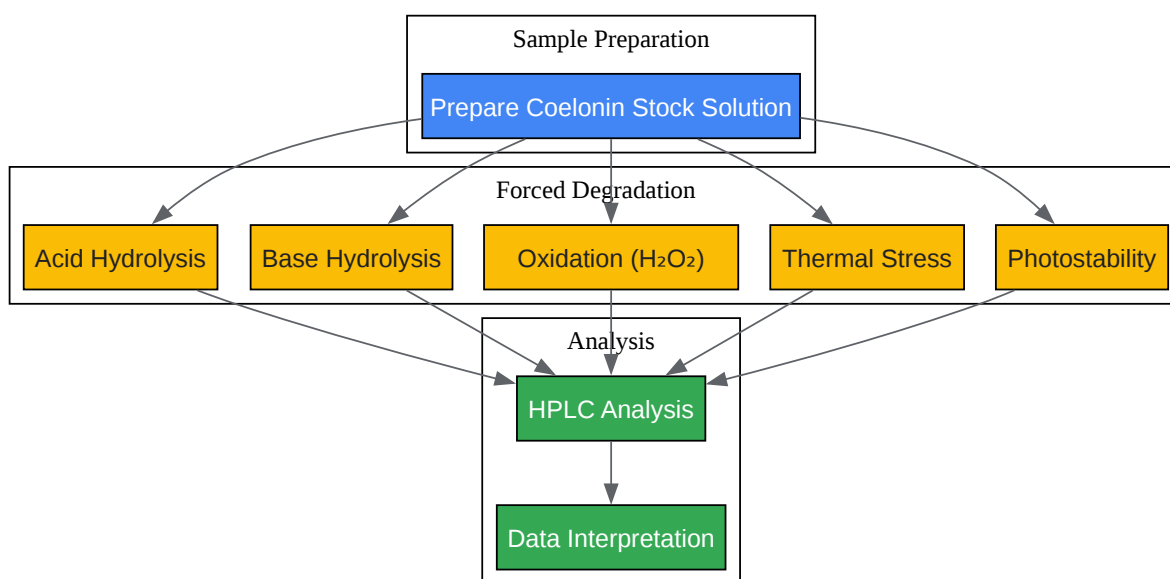 Sample Preparation
Prepare Coelonin Stock Solution
Forced Degradation
Acid Hydrolysis
Base Hydrolysis
Oxidation (H₂O₂)
Thermal Stress
Photostability
Analysis
HPLC Analysis
Data Interpretation